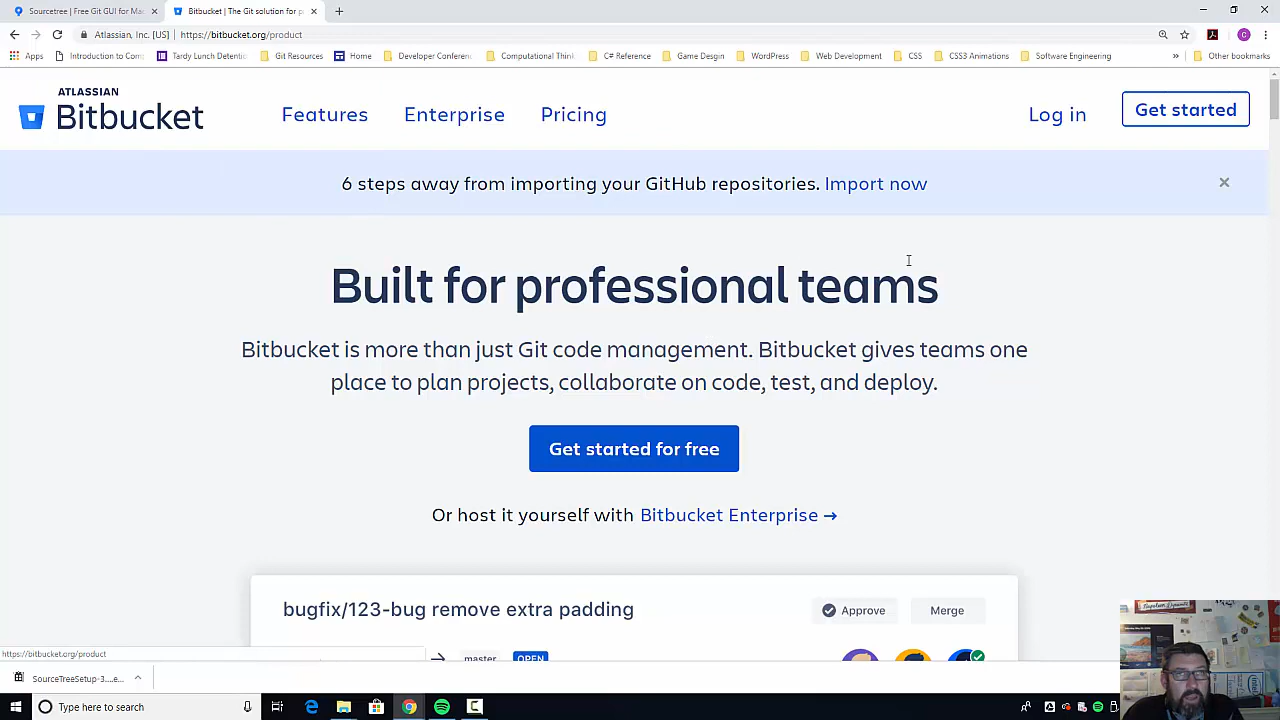 Sourcetree | Free Git GUI for Ma
Bitbucket | The Git solution for p
Atlassian, Inc. [US] | https://bitbucket.org/product
Apps
Introduction to Comp
Tardy Lunch Detentio
Git Resources
Home
Developer Conferenc
Computational Think
C# Reference
Game Desgin
WordPress
Web Development
CSS
CSS3 Animations
Software Engineering
»
Other bookmarks
ATLASSIAN
Bitbucket
Features
Enterprise
Pricing
Log in
Get started
6 steps away from importing your GitHub repositories. Import now
Built for professional teams
Bitbucket is more than just Git code management. Bitbucket gives teams one
place to plan projects, collaborate on code, test, and deploy.
Get started for free
Or host it yourself with Bitbucket Enterprise →
bugfix/123-bug remove extra padding
Approve
Merge
master
OPEN
https://bitbucket.org/product
SourceTreeSetup-3....e...
Type here to search